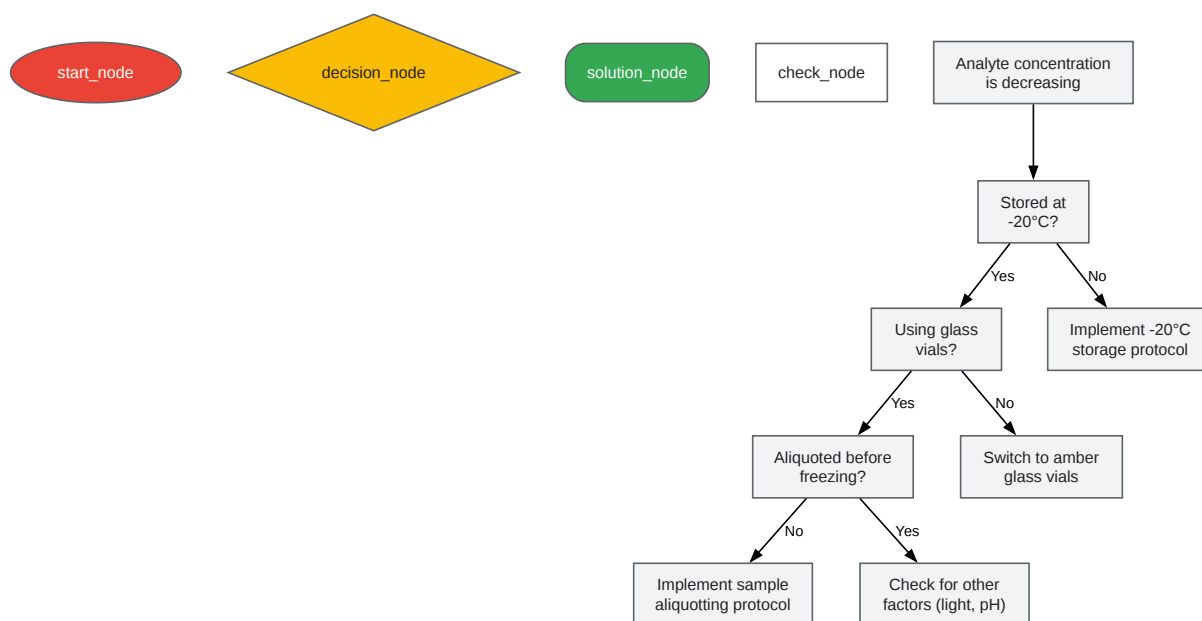 start_node
decision_node
solution_node
check_node
Analyte concentration
is decreasing
Stored at
-20°C?
Yes
No
Using glass
vials?
Implement -20°C
storage protocol
Yes
No
Aliquoted before
freezing?
Switch to amber
glass vials
No
Yes
Implement sample
aliquotting protocol
Check for other
factors (light, pH)